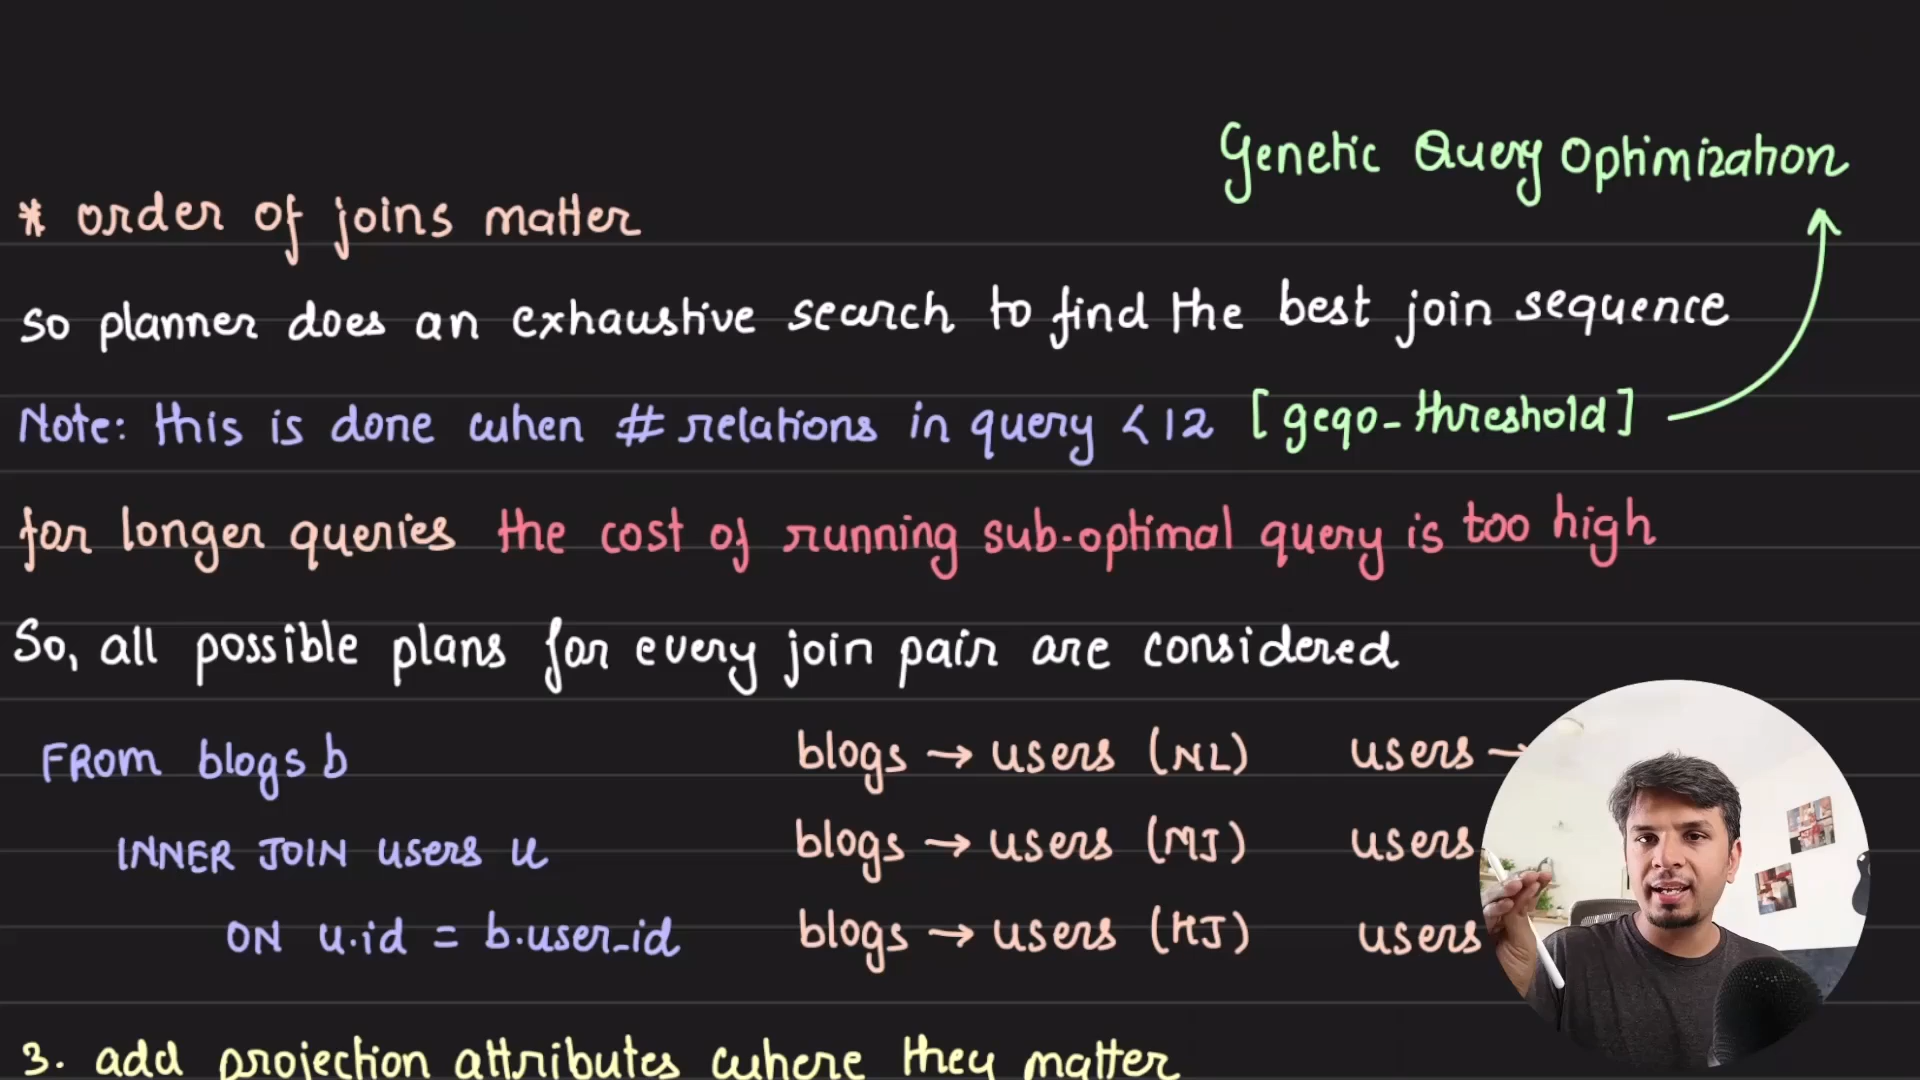 Genetic Query Optimization
* order of joins matter
So planner does an exhaustive search to find the best join sequence
Note: this is done when # relations in query < 12 [geqo-threshold]
for longer queries the cost of running sub-optimal query is too high
So, all possible plans for every join pair are considered
FROM blogs b
blogs → users (NL) users →
INNER JOIN users u
blogs → users (MJ) users
ON u.id = b.user_id
blogs → users (HJ) users
3. add projection attributes where they matter